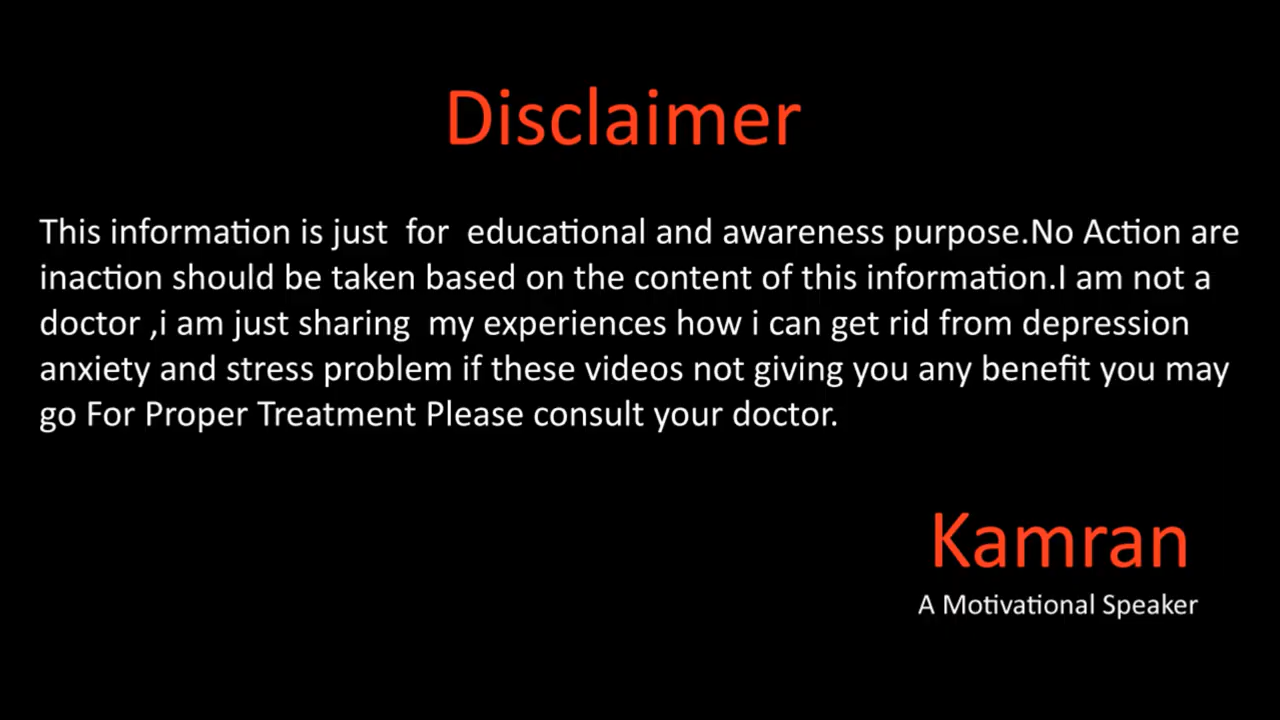 Disclaimer
This information is just  for  educational and awareness purpose.No Action are
inaction should be taken based on the content of this information.I am not a
doctor ,i am just sharing  my experiences how i can get rid from depression
anxiety and stress problem if these videos not giving you any benefit you may
go For Proper Treatment Please consult your doctor.
Kamran
A Motivational Speaker